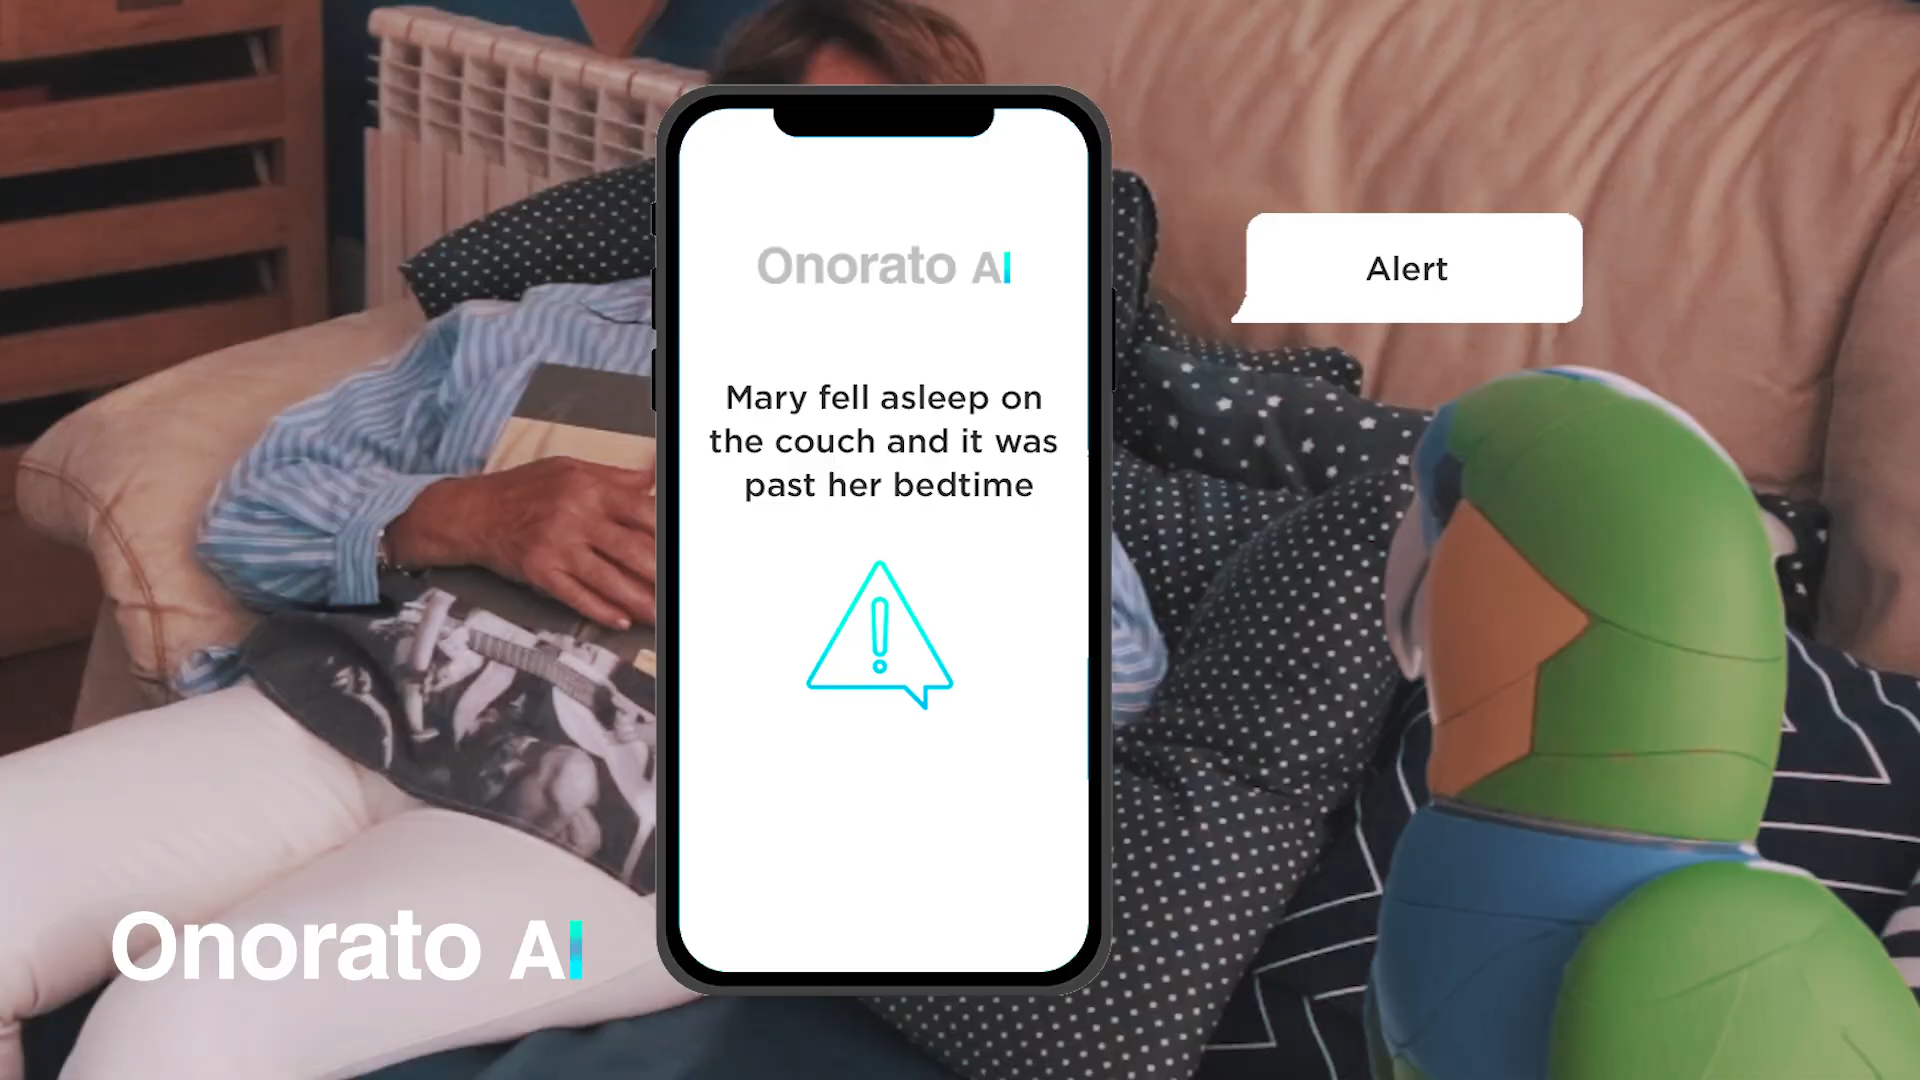 Onorato AI
Mary fell asleep on
the couch and it was
past her bedtime
Alert
Onorato AI